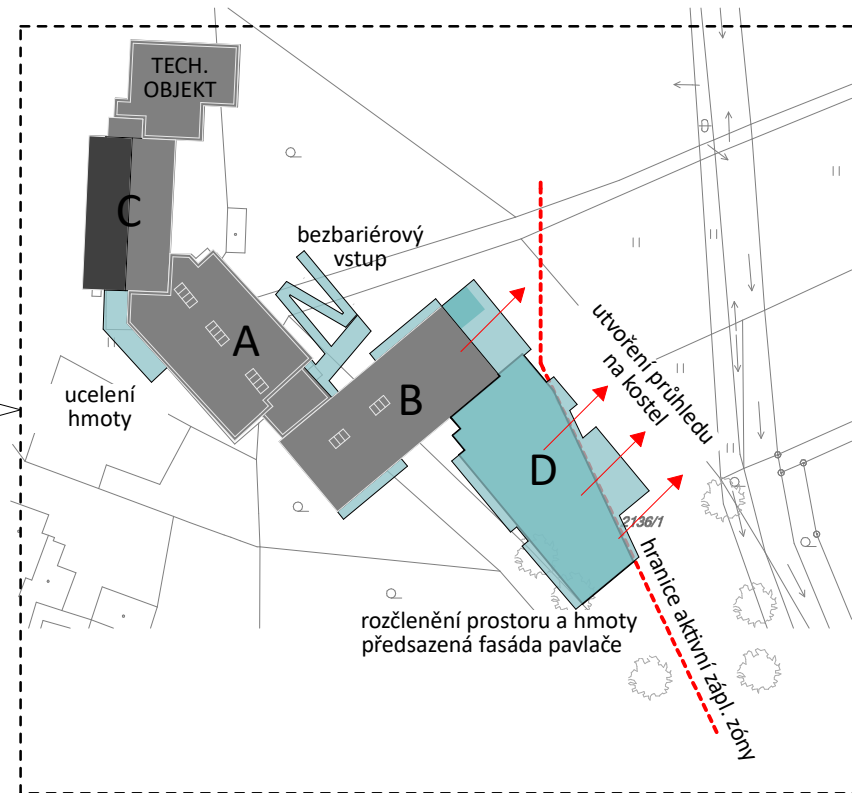 TECH.
OBJEKT
C
bezbariérový
vstup
A
ucelení
hmoty
B
utvoření průhledu
na kostel
D
2136/1
hranice aktivní zápl. zóny
rozčlenění prostoru a hmoty
předsazená fasáda pavlače